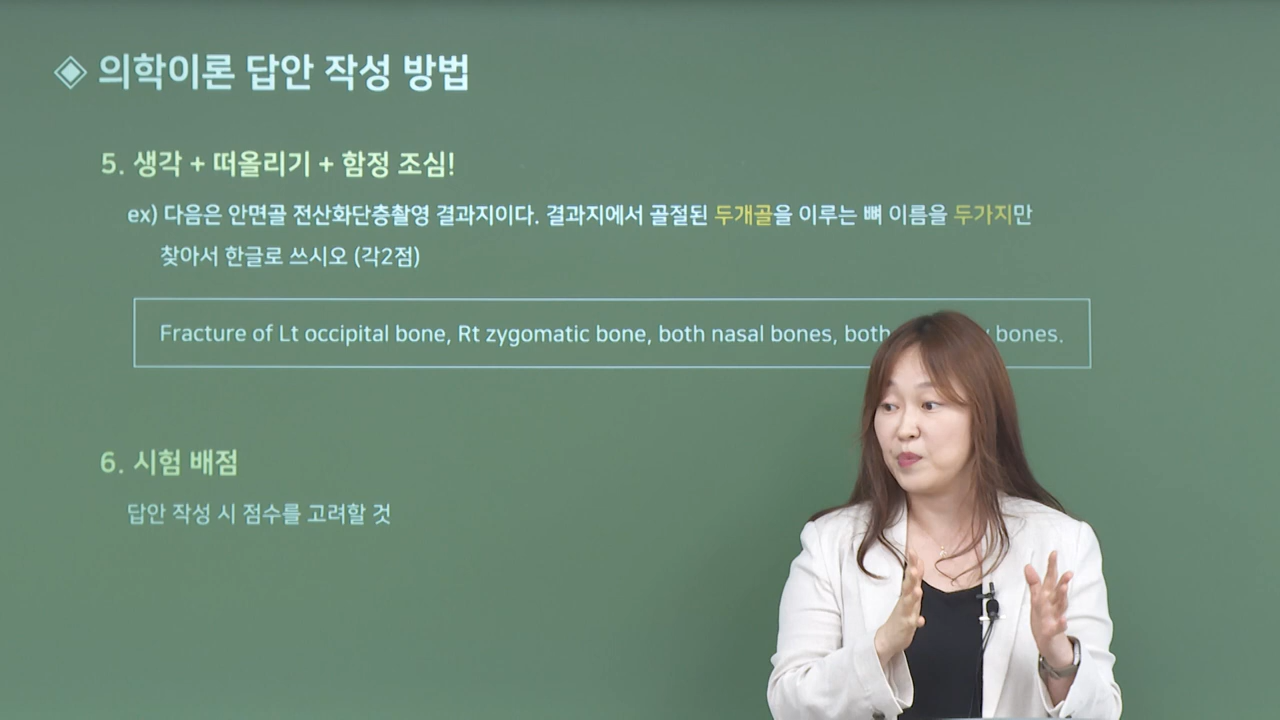 ◈ 의학이론 답안 작성 방법
5. 생각 + 떠올리기 + 함정 조심!
ex) 다음은 안면골 전산화단층촬영 결과지이다. 결과지에서 골절된 두개골을 이루는 뼈 이름을 두가지만
찾아서 한글로 쓰시오 (각2점)
Fracture of Lt occipital bone, Rt zygomatic bone, both nasal bones, both bones.
6. 시험 배점
답안 작성 시 점수를 고려할 것